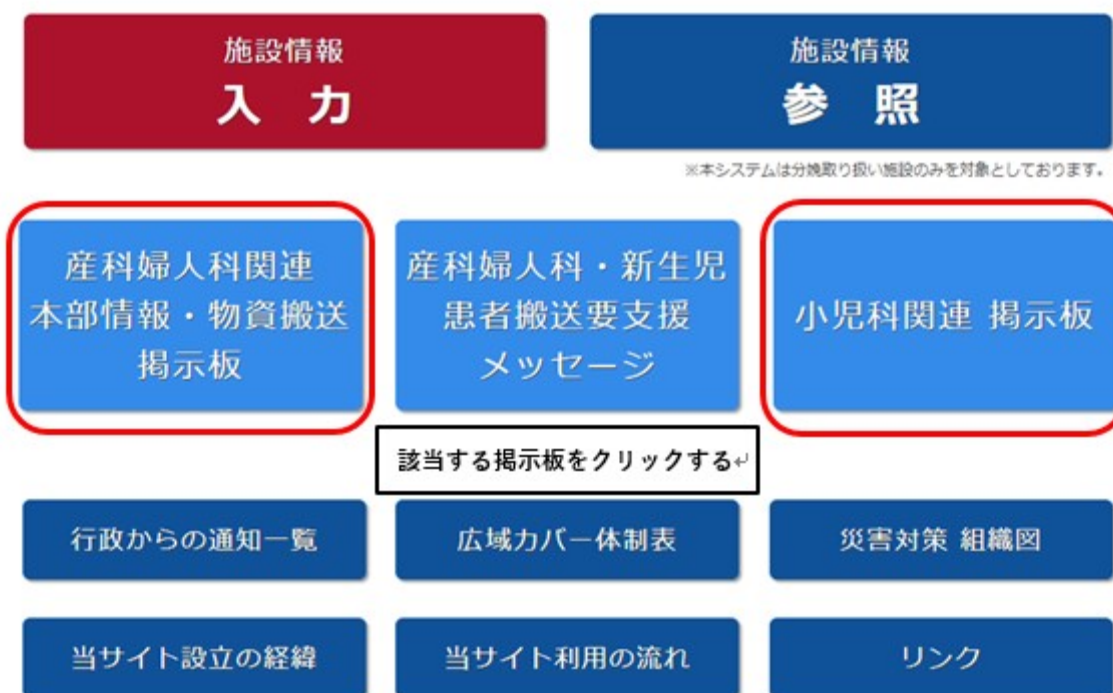 施設情報
入 力
施設情報
参 照
※本システムは分娩取り扱い施設のみを対象としております。
産科婦人科関連
本部情報・物資搬送
掲示板
産科婦人科・新生児
患者搬送要支援
メッセージ
小児科関連 掲示板
該当する掲示板をクリックする↵
行政からの通知一覧
広域カバー体制表
災害対策 組織図
当サイト設立の経緯
当サイト利用の流れ
リンク